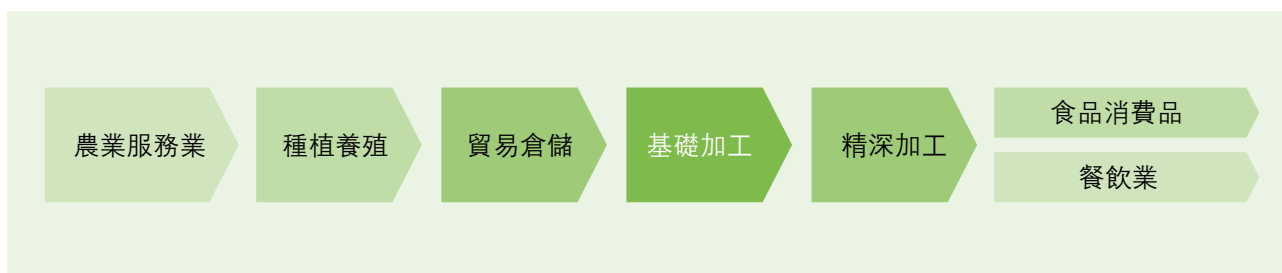 農業服務業
種植養殖
貿易倉儲
基礎加工
精深加工
食品消費品
餐飲業